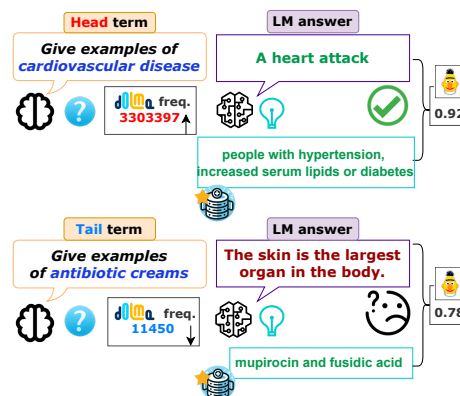 Head term
LM answer
Give examples of
cardiovascular disease
A heart attack
dolma freq.
3303397
0.92
people with hypertension,
increased serum lipids or diabetes
Tail term
LM answer
Give examples
of antibiotic creams
The skin is the largest
organ in the body.
dolma freq.
11450
?
0.78
mupirocin and fusidic acid